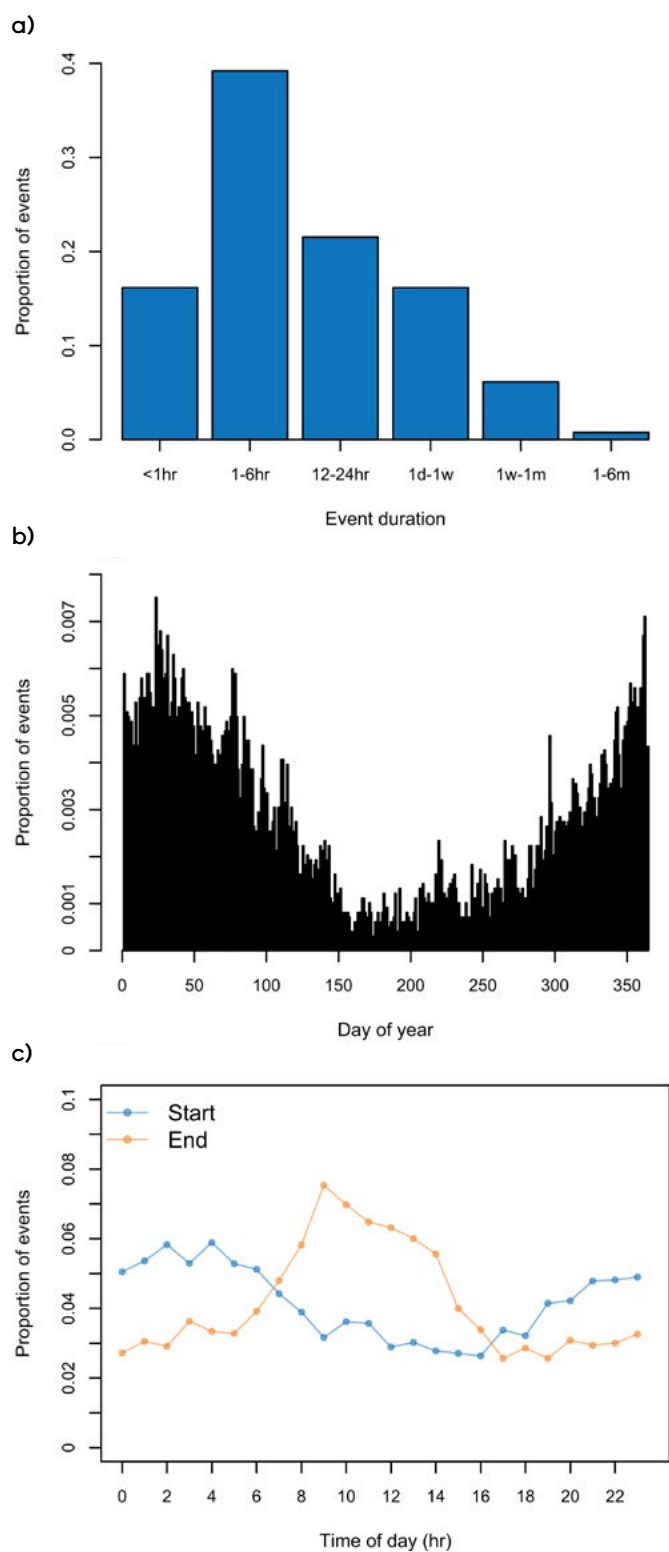 a)
Proportion of events
0.4
0.3
0.2
0.1
0.0
<1hr 1-6hr 12-24hr 1d-1w 1w-1m 1-6m
Event duration
b)
Proportion of events
0.007
0.005
0.003
0.001
0
0 50 100 150 200 250 300 350
Day of year
c)
Proportion of events
0.1
0.08
0.06
0.04
0.02
0
Start
End
0 2 4 6 8 10 12 14 16 18 20 22
Time of day (hr)